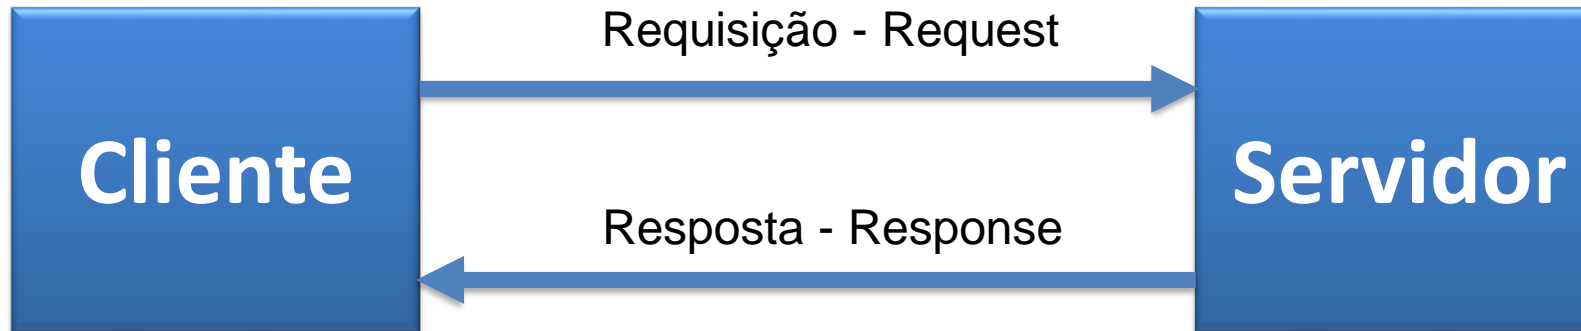 Requisição - Request
Cliente
Servidor
Resposta - Response